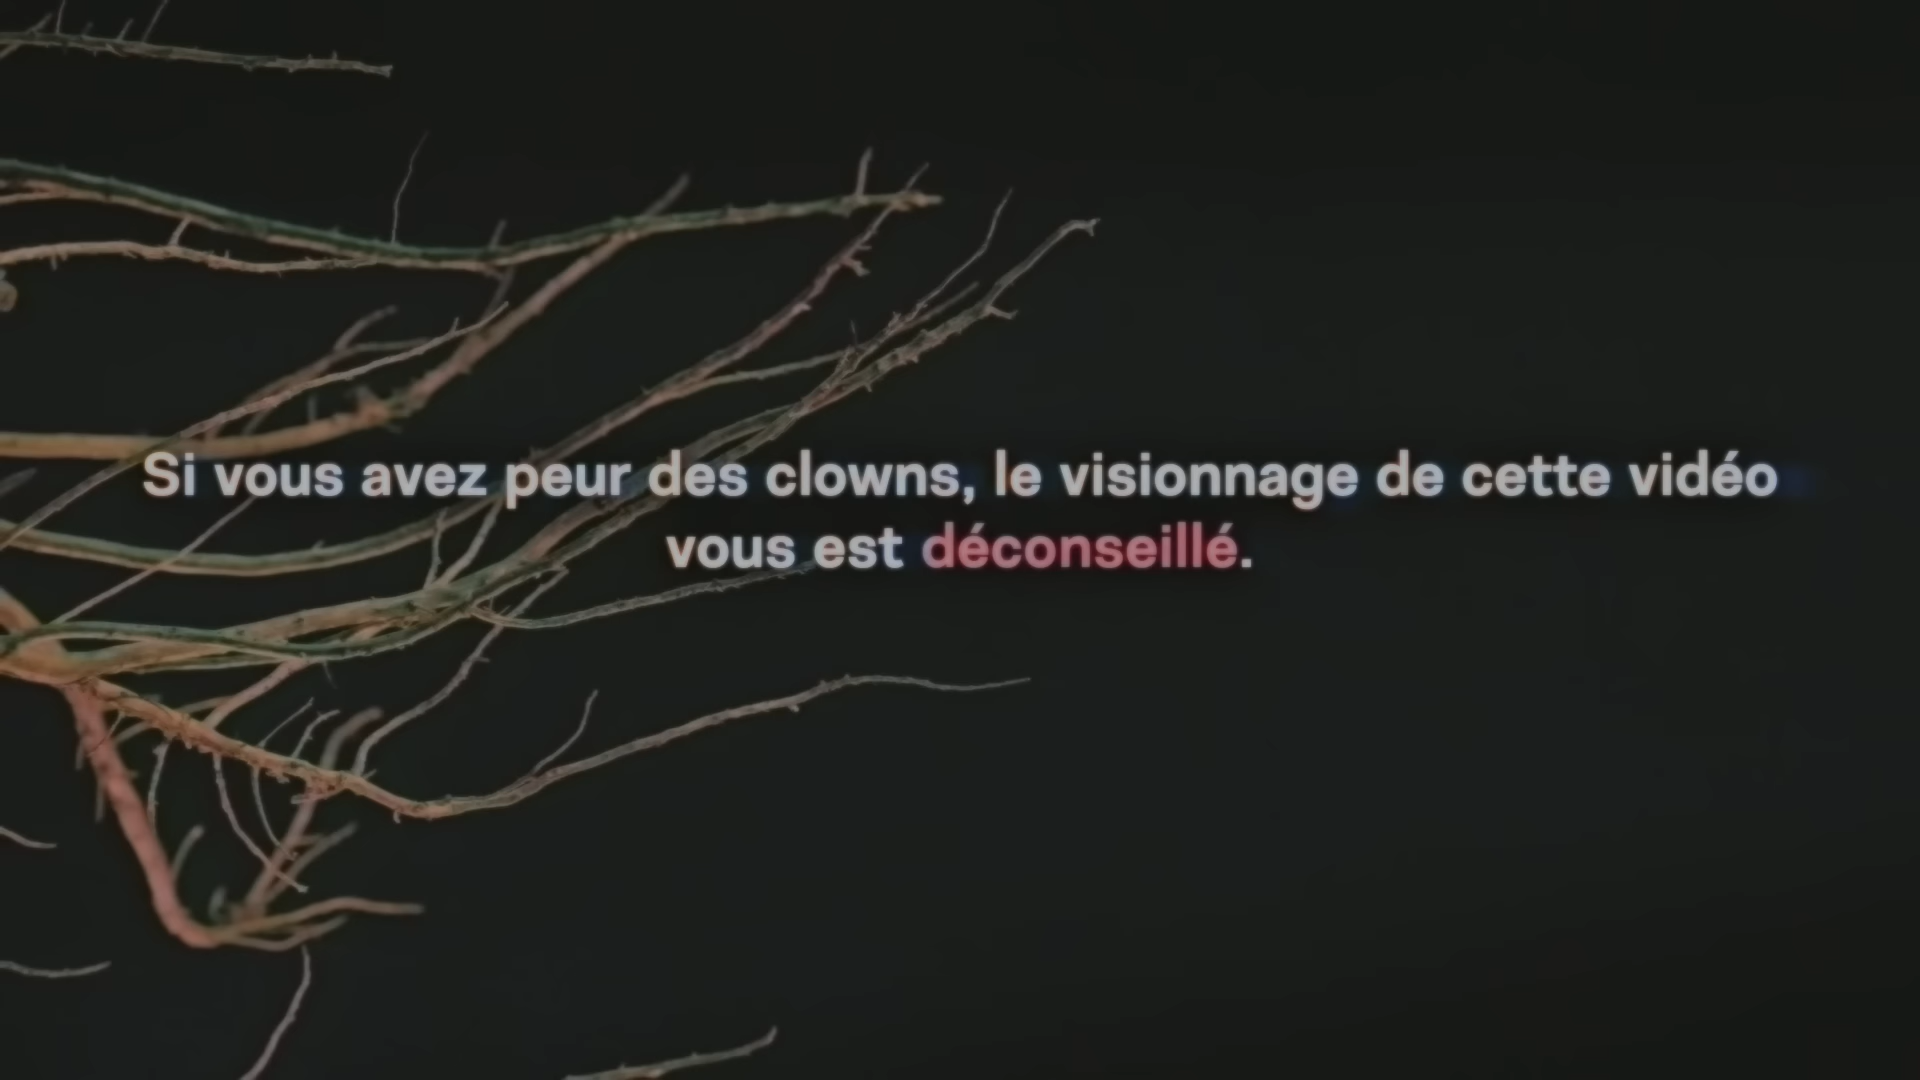 Si vous avez peur des clowns, le visionnage de cette vidéo
vous est déconseillé.